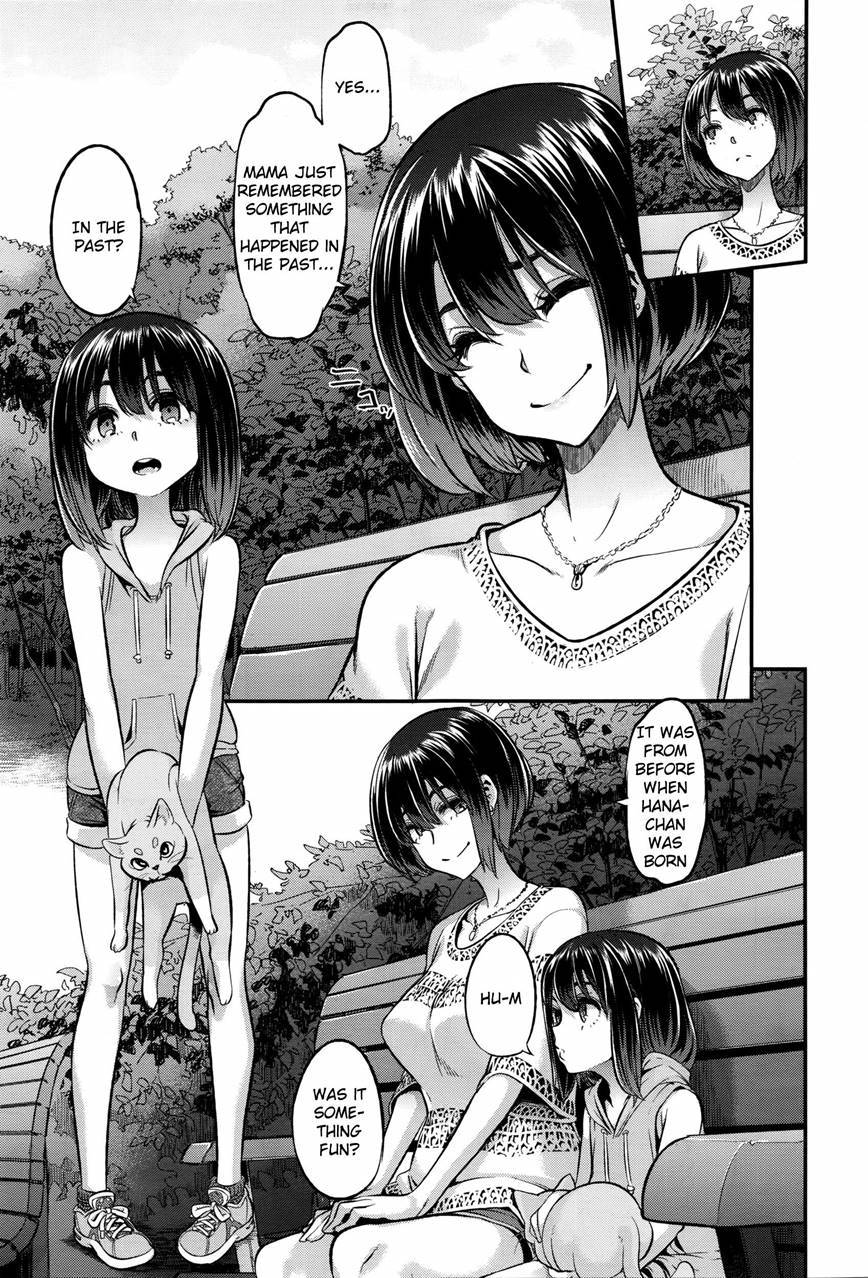 YES...
MAMA JUST
REMEMBERED
SOMETHING
THAT
HAPPENED IN
THE PAST...
ニコッ
IN THE
PAST?
IT WAS
FROM
BEFORE
WHEN
HANA-
CHAN
WAS
BORN
HU-M
WAS IT
SOME-
THING
FUN?